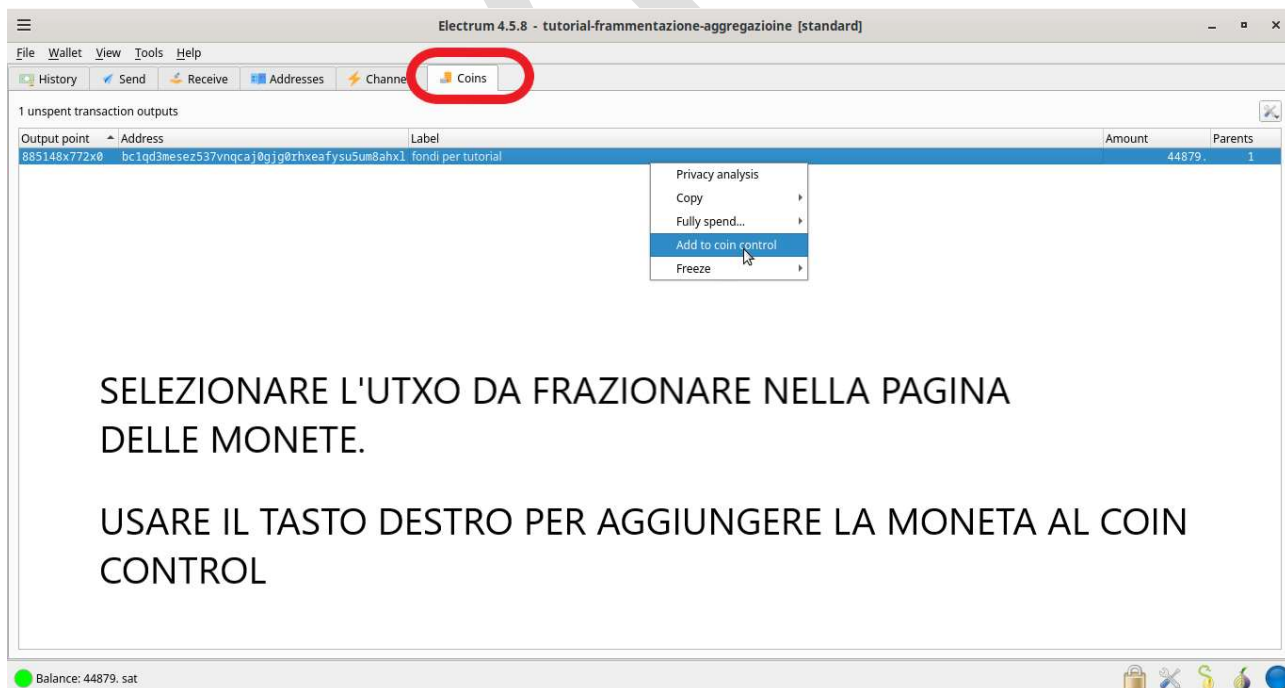 Electrum 4.5.8 - tutorial-frammentazione-aggregazioine [standard]
File Wallet View Tools Help
History Send Receive Addresses Channe Coins
1 unspent transaction outputs
Output point Address Label Amount Parents
885148x772x0 bc1qd3mesez537vnqcaj0gjg0rhxeafysu5um8ahxl fondi per tutorial 44879. 1
Privacy analysis
Copy
Fully spend...
Add to coin control
Freeze
SELEZIONARE L'UTXO DA FRAZIONARE NELLA PAGINA
DELLE MONETE.
USARE IL TASTO DESTRO PER AGGIUNGERE LA MONETA AL COIN
CONTROL
Balance: 44879. sat